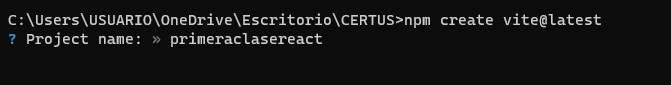 C:\Users\USUARIO\OneDrive\Escritorio\CERTUS>npm create vite@latest
? Project name: » primeraclasereact